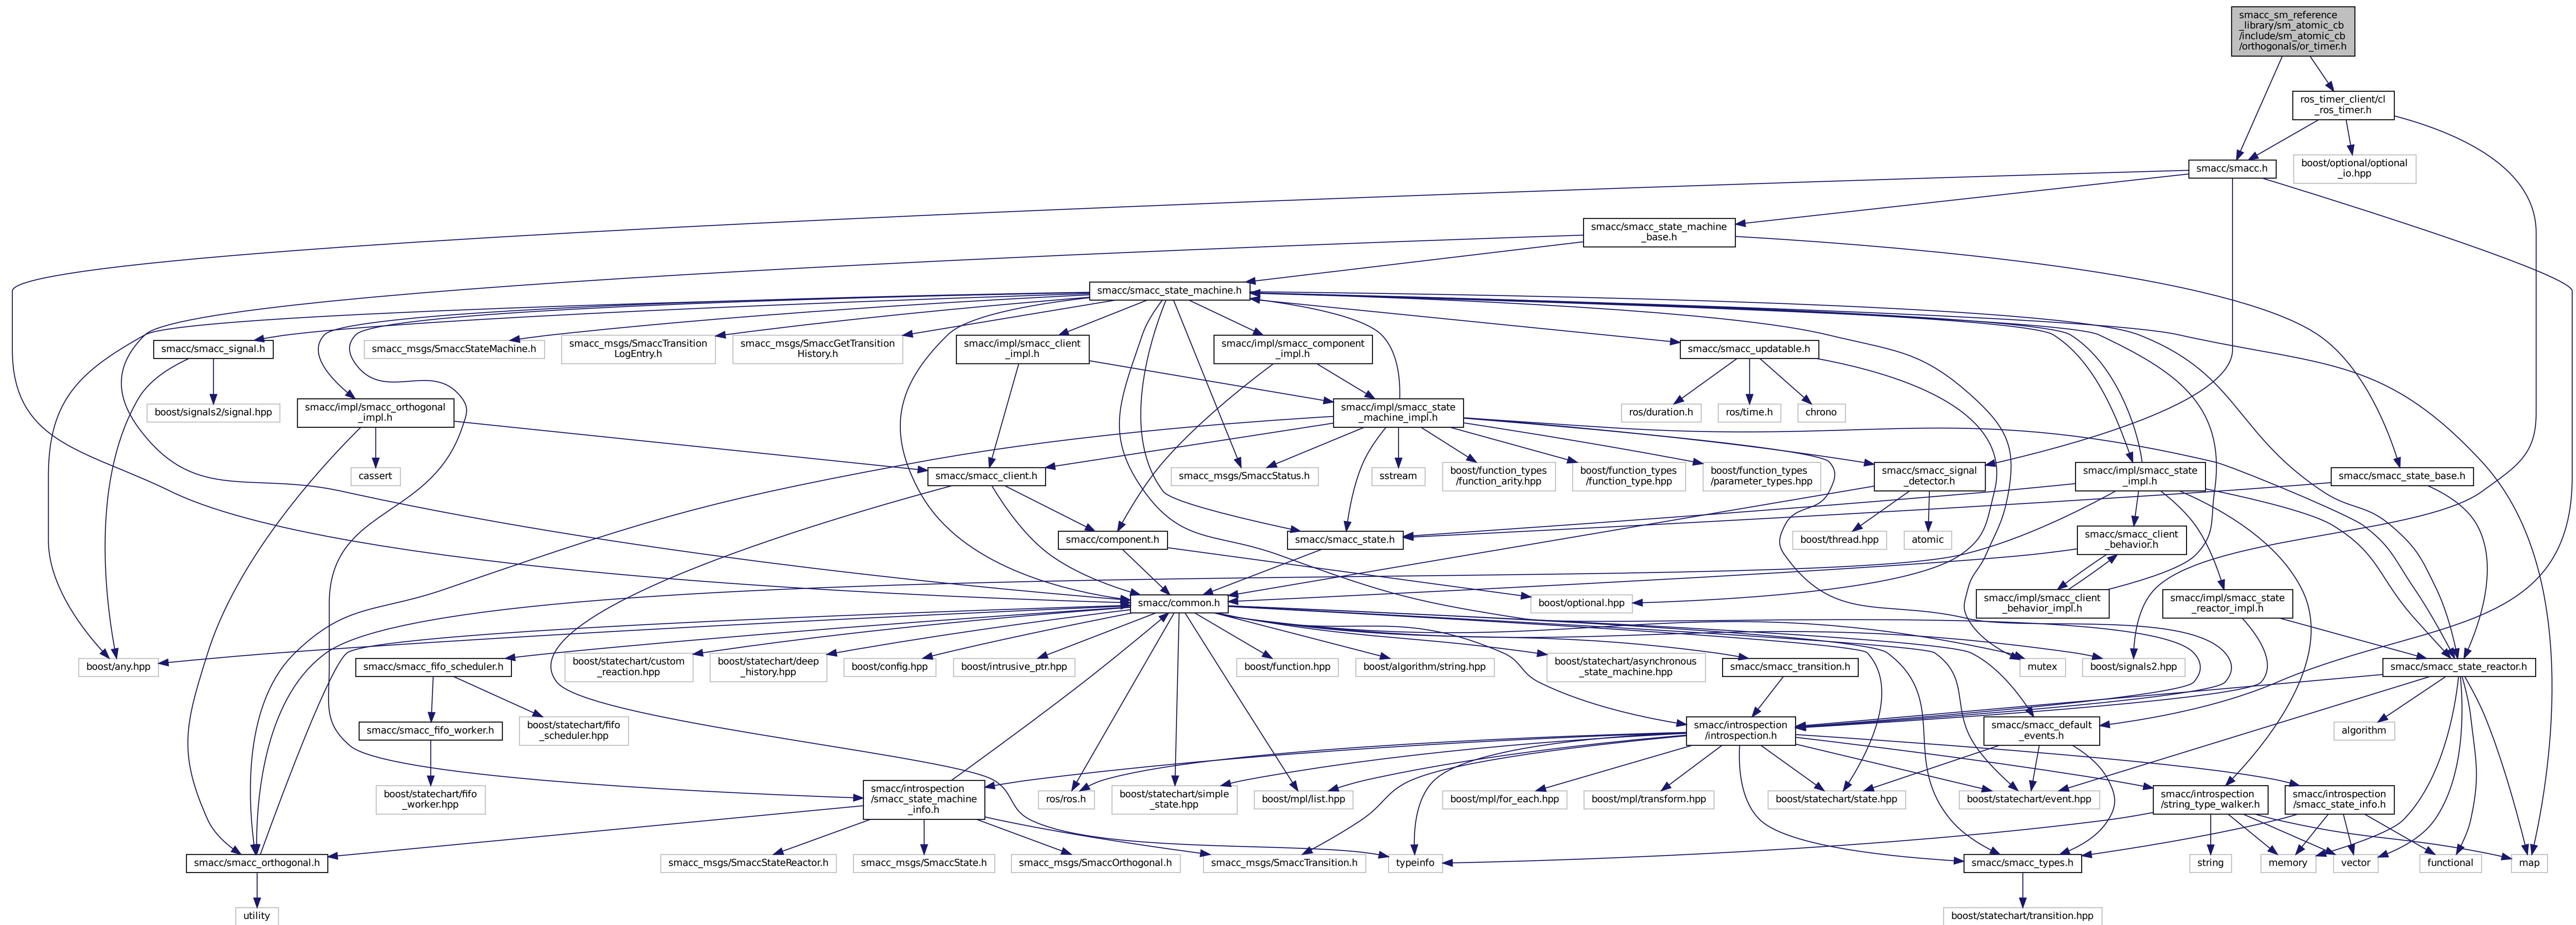 smacc_sm_reference
_library/sm_atomic_cb
/include/sm_atomic_cb
/orthogonals/or_timer.h
ros_timer_client/cl
_ros_timer.h
smacc/smacc.h
boost/optional/optional
_io.hpp
smacc/smacc_state_machine
_base.h
smacc/smacc_state_machine.h
smacc/smacc_signal.h
smacc_msgs/SmaccStateMachine.h
smacc_msgs/SmaccTransition
LogEntry.h
smacc_msgs/SmaccGetTransition
History.h
smacc/impl/smacc_client
_impl.h
smacc/impl/smacc_component
_impl.h
smacc/smacc_updatable.h
boost/signals2/signal.hpp
smacc/impl/smacc_orthogonal
_impl.h
smacc/impl/smacc_state
_machine_impl.h
ros/duration.h
ros/time.h
chrono
cassert
smacc/smacc_client.h
smacc_msgs/SmaccStatus.h
sstream
boost/function_types
/function_arity.hpp
boost/function_types
/function_type.hpp
boost/function_types
/parameter_types.hpp
smacc/smacc_signal
_detector.h
smacc/impl/smacc_state
_impl.h
smacc/smacc_state_base.h
smacc/component.h
smacc/smacc_state.h
boost/thread.hpp
atomic
smacc/smacc_client
_behavior.h
smacc/common.h
boost/optional.hpp
smacc/impl/smacc_client
_behavior_impl.h
smacc/impl/smacc_state
_reactor_impl.h
boost/any.hpp
smacc/smacc_fifo_scheduler.h
boost/statechart/custom
_reaction.hpp
boost/statechart/deep
_history.hpp
boost/config.hpp
boost/intrusive_ptr.hpp
boost/function.hpp
boost/algorithm/string.hpp
boost/statechart/asynchronous
_state_machine.hpp
smacc/smacc_transition.h
mutex
boost/signals2.hpp
smacc/smacc_state_reactor.h
smacc/smacc_fifo_worker.h
boost/statechart/fifo
_scheduler.hpp
smacc/introspection
/introspection.h
smacc/smacc_default
_events.h
algorithm
boost/statechart/fifo
_worker.hpp
smacc/introspection
/smacc_state_machine
_info.h
ros/ros.h
boost/statechart/simple
_state.hpp
boost/mpl/list.hpp
boost/mpl/for_each.hpp
boost/mpl/transform.hpp
boost/statechart/state.hpp
boost/statechart/event.hpp
smacc/introspection
/string_type_walker.h
smacc/introspection
/smacc_state_info.h
smacc/smacc_orthogonal.h
smacc_msgs/SmaccStateReactor.h
smacc_msgs/SmaccState.h
smacc_msgs/SmaccOrthogonal.h
smacc_msgs/SmaccTransition.h
typeinfo
smacc/smacc_types.h
string
memory
vector
functional
map
utility
boost/statechart/transition.hpp